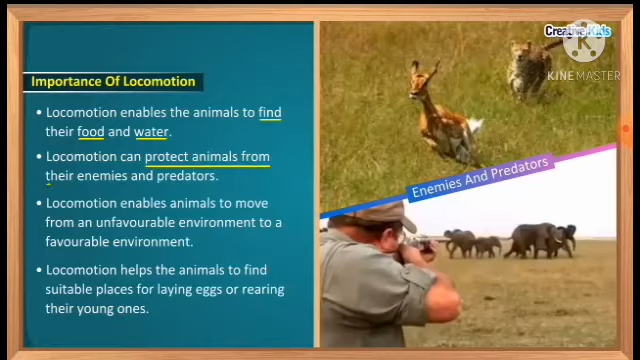 Creative Kids
KINEMASTER
Importance Of Locomotion
• Locomotion enables the animals to find
their food and water.
• Locomotion can protect animals from
their enemies and predators.
• Locomotion enables animals to move
from an unfavourable environment to a
favourable environment.
• Locomotion helps the animals to find
suitable places for laying eggs or rearing
their young ones.
Enemies And Predators